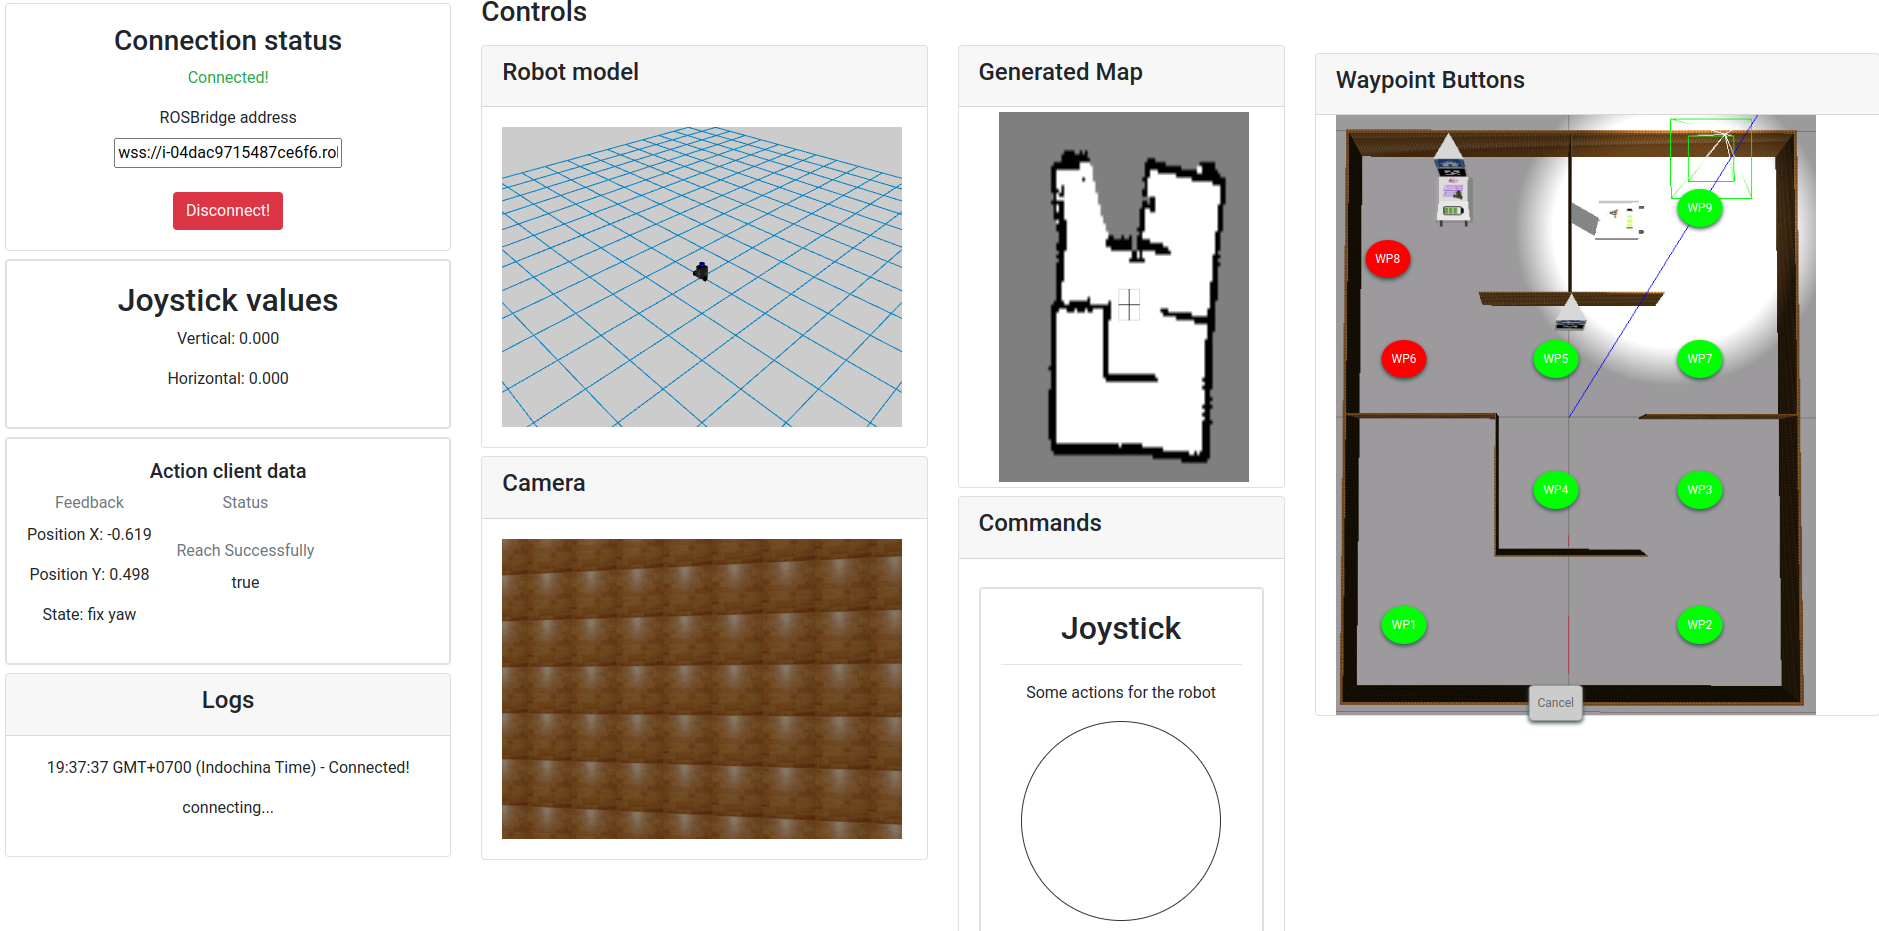 Connection status
Connected!
ROSBridge address
wss://i-04dac9715487ce6f6.ro
Disconnect!
Joystick values
Vertical: 0.000
Horizontal: 0.000
Action client data
Feedback
Status
Position X: -0.619
Position Y: 0.498
State: fix yaw
Reach Successfully
true
Logs
19:37:37 GMT+0700 (Indochina Time) - Connected!
connecting...
Controls
Robot model
Camera
Generated Map
Commands
Joystick
Some actions for the robot
Waypoint Buttons
WP9
WP8
WP6
WP5
WP7
WP4
WP3
WP1
WP2
Cancel